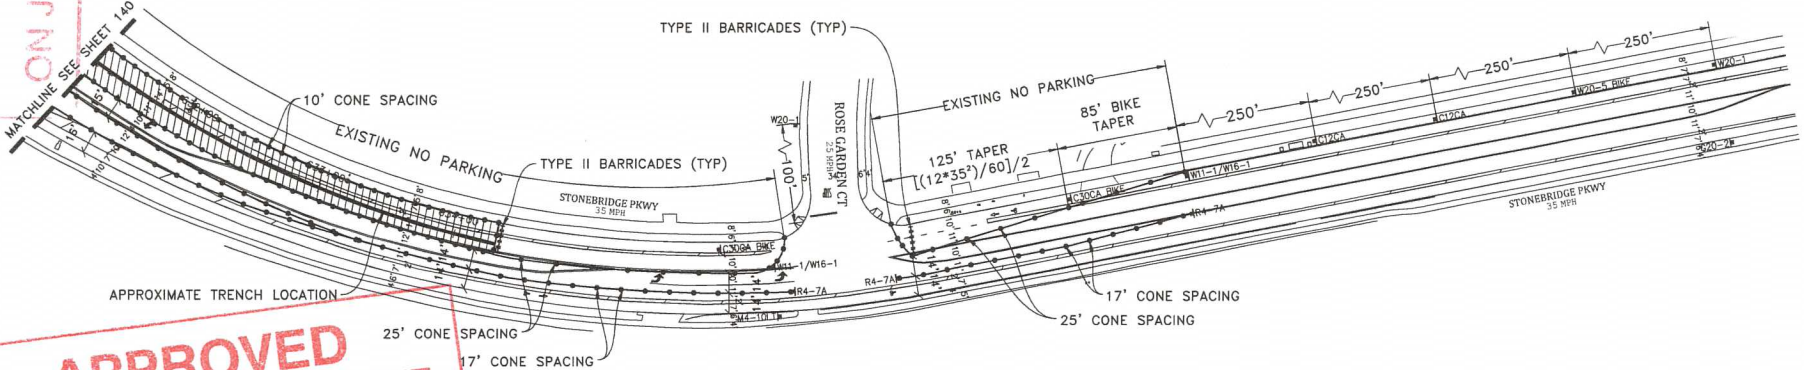 MATCHLINE SEE SHEET 140
NO
10' CONE SPACING
EXISTING NO PARKING
TYPE II BARRICADES (TYP)
STONEBRIDGE PKWY
35 MPH
APPROXIMATE TRENCH LOCATION
25' CONE SPACING
17' CONE SPACING
APPROVED
TYPE II BARRICADES (TYP)
W20-1
100'
ROSE GARDEN CT
25 MPH
C30CA BIKE
W11-1/W16-1
R4-7A
M4-10LT
EXISTING NO PARKING
85' BIKE
TAPER
125' TAPER
[(12*35²)/60]/2
C30CA BIKE
W11-1/W16-1
R4-7A
R4-7A
17' CONE SPACING
25' CONE SPACING
250'
250'
250'
250'
C12CA
C12CA
W20-5 BIKE
W20-1
G20-2
STONEBRIDGE PKWY
35 MPH